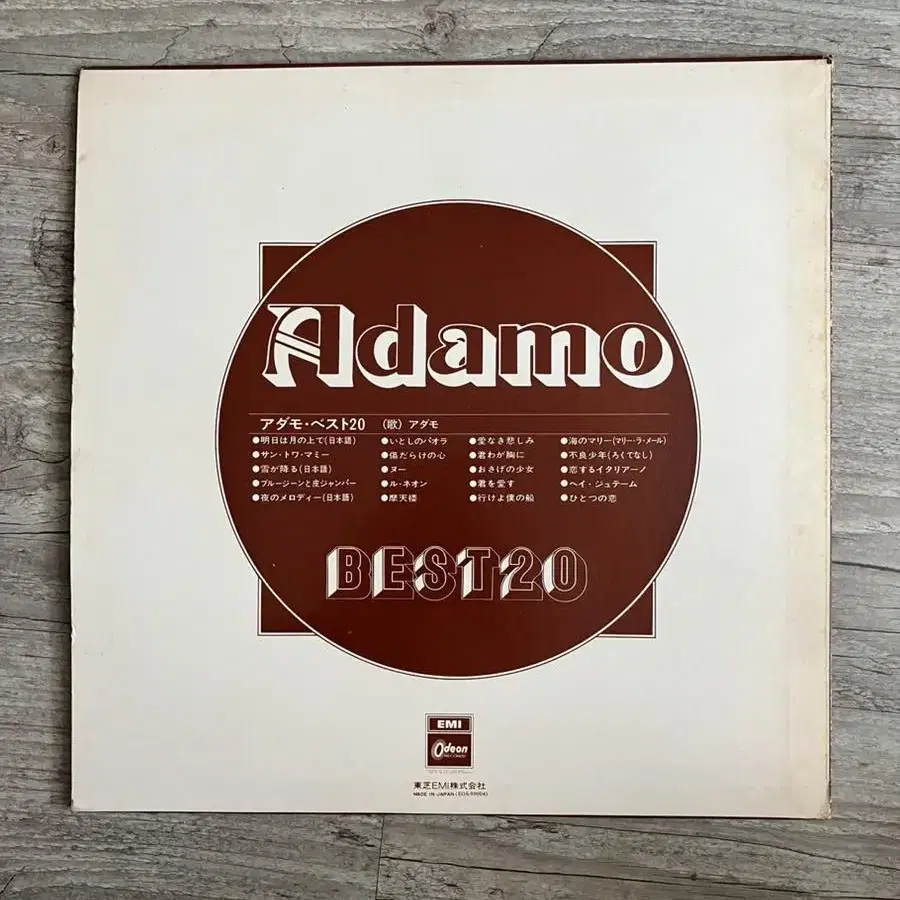 Adamo
アダモ・ベスト20 (歌)アダモ
●明日は月の上で(日本語) ●いとしのパオラ ●愛なき悲しみ ●海のマリー(マリー・ラ・メール)
●サン・トワ・マミー ●傷だらけの心 ●君わが胸に ●不良少年(ろくでなし)
●雪が降る(日本語) ●ヌー ●おさげの少女 ●恋するイタリアーノ
●ブルージーンと皮ジャンパー ●ル・ネオン ●君を愛す ●ヘイ・ジュテーム
●夜のメロディー(日本語) ●摩天楼 ●行けよ僕の船 ●ひとつの恋
BEST20
EMI
Odeon
RECORDS
東芝EMI株式会社
MADE IN JAPAN